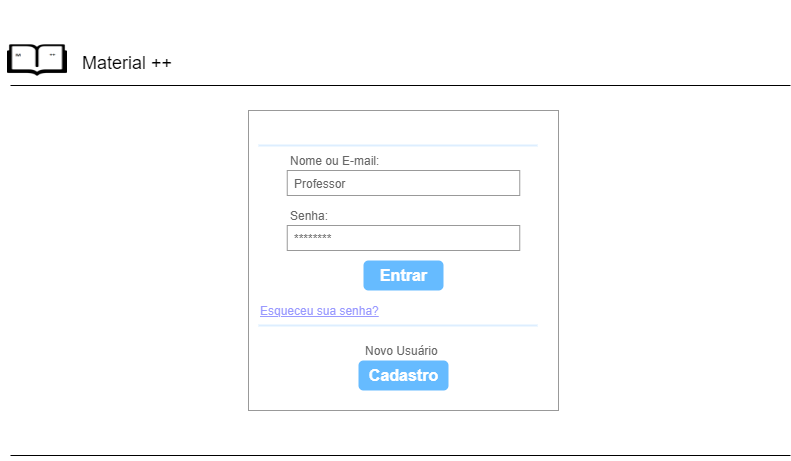 Material ++
Nome ou E-mail:
Professor
Senha:
********
Entrar
Esqueceu sua senha?
Novo Usuário
Cadastro